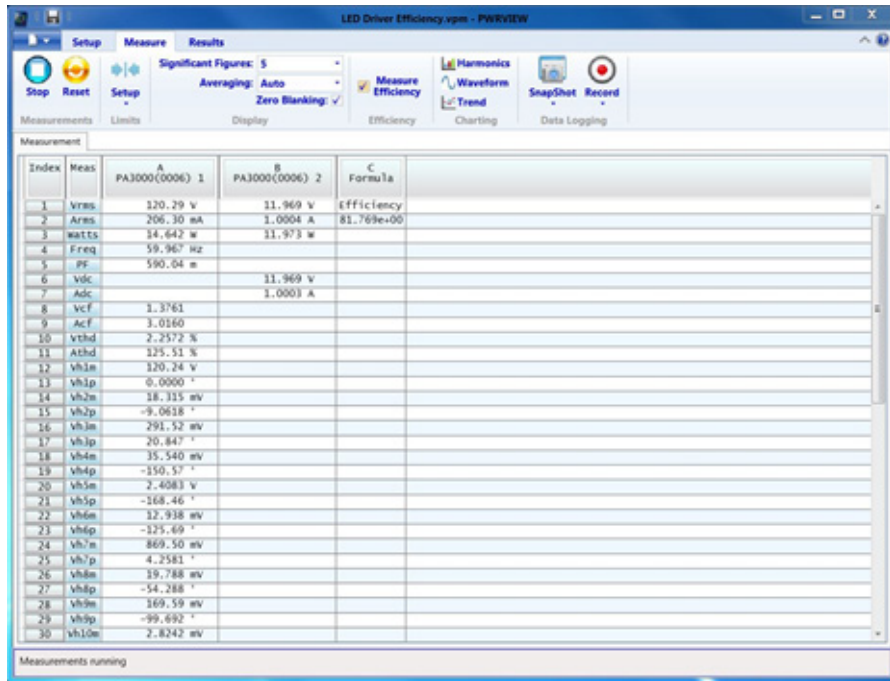 LED Driver Efficiency.vpm - PWRVIEW
Setup Measure Results
Significant Figures: 5
Averaging: Auto
Zero Blanking:
Stop Reset Setup
Measure Efficiency
Harmonics
Waveform
Trend
SnapShot Record
Measurements Limits Display Efficiency Charting Data Logging
Measurement
Index Meas A B C
PA3000(0006) 1 PA3000(0006) 2 Formula
1 Vrms 120.29 V 11.969 V Efficiency
2 Arms 206.30 mA 1.0004 A 81.769e+00
3 Watts 14.642 W 11.973 W
4 Freq 59.967 Hz
5 PF 590.04 m
6 Vdc 11.969 V
7 Adc 1.0003 A
8 Vcf 1.3761
9 Acf 3.0160
10 Vthd 2.2572 %
11 Athd 125.51 %
12 Vh1m 120.24 V
13 Vh1p 0.0000 °
14 Vh2m 18.315 mV
15 Vh2p -9.0618 °
16 Vh3m 291.52 mV
17 Vh3p 20.847 °
18 Vh4m 35.540 mV
19 Vh4p -150.57 °
20 Vh5m 2.4083 V
21 Vh5p -168.46 °
22 Vh6m 12.938 mV
23 Vh6p -125.69 °
24 Vh7m 869.50 mV
25 Vh7p 4.2581 °
26 Vh8m 19.788 mV
27 Vh8p -54.288 °
28 Vh9m 169.59 mV
29 Vh9p -99.692 °
30 Vh10m 2.8242 mV
Measurements running